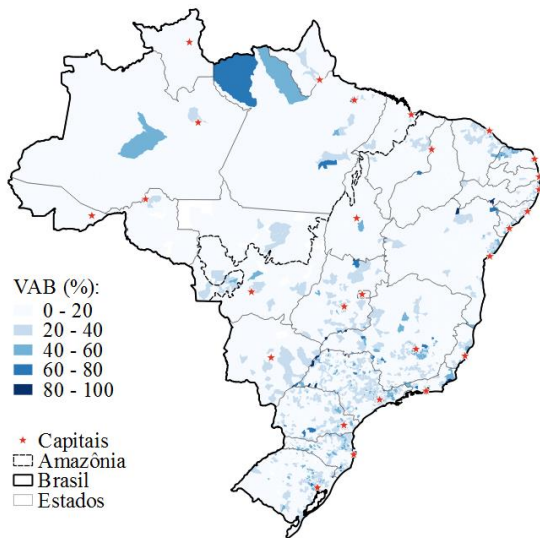 VAB (%):
0 - 20
20 - 40
40 - 60
60 - 80
80 - 100
Capitais
Amazônia
Brasil
Estados